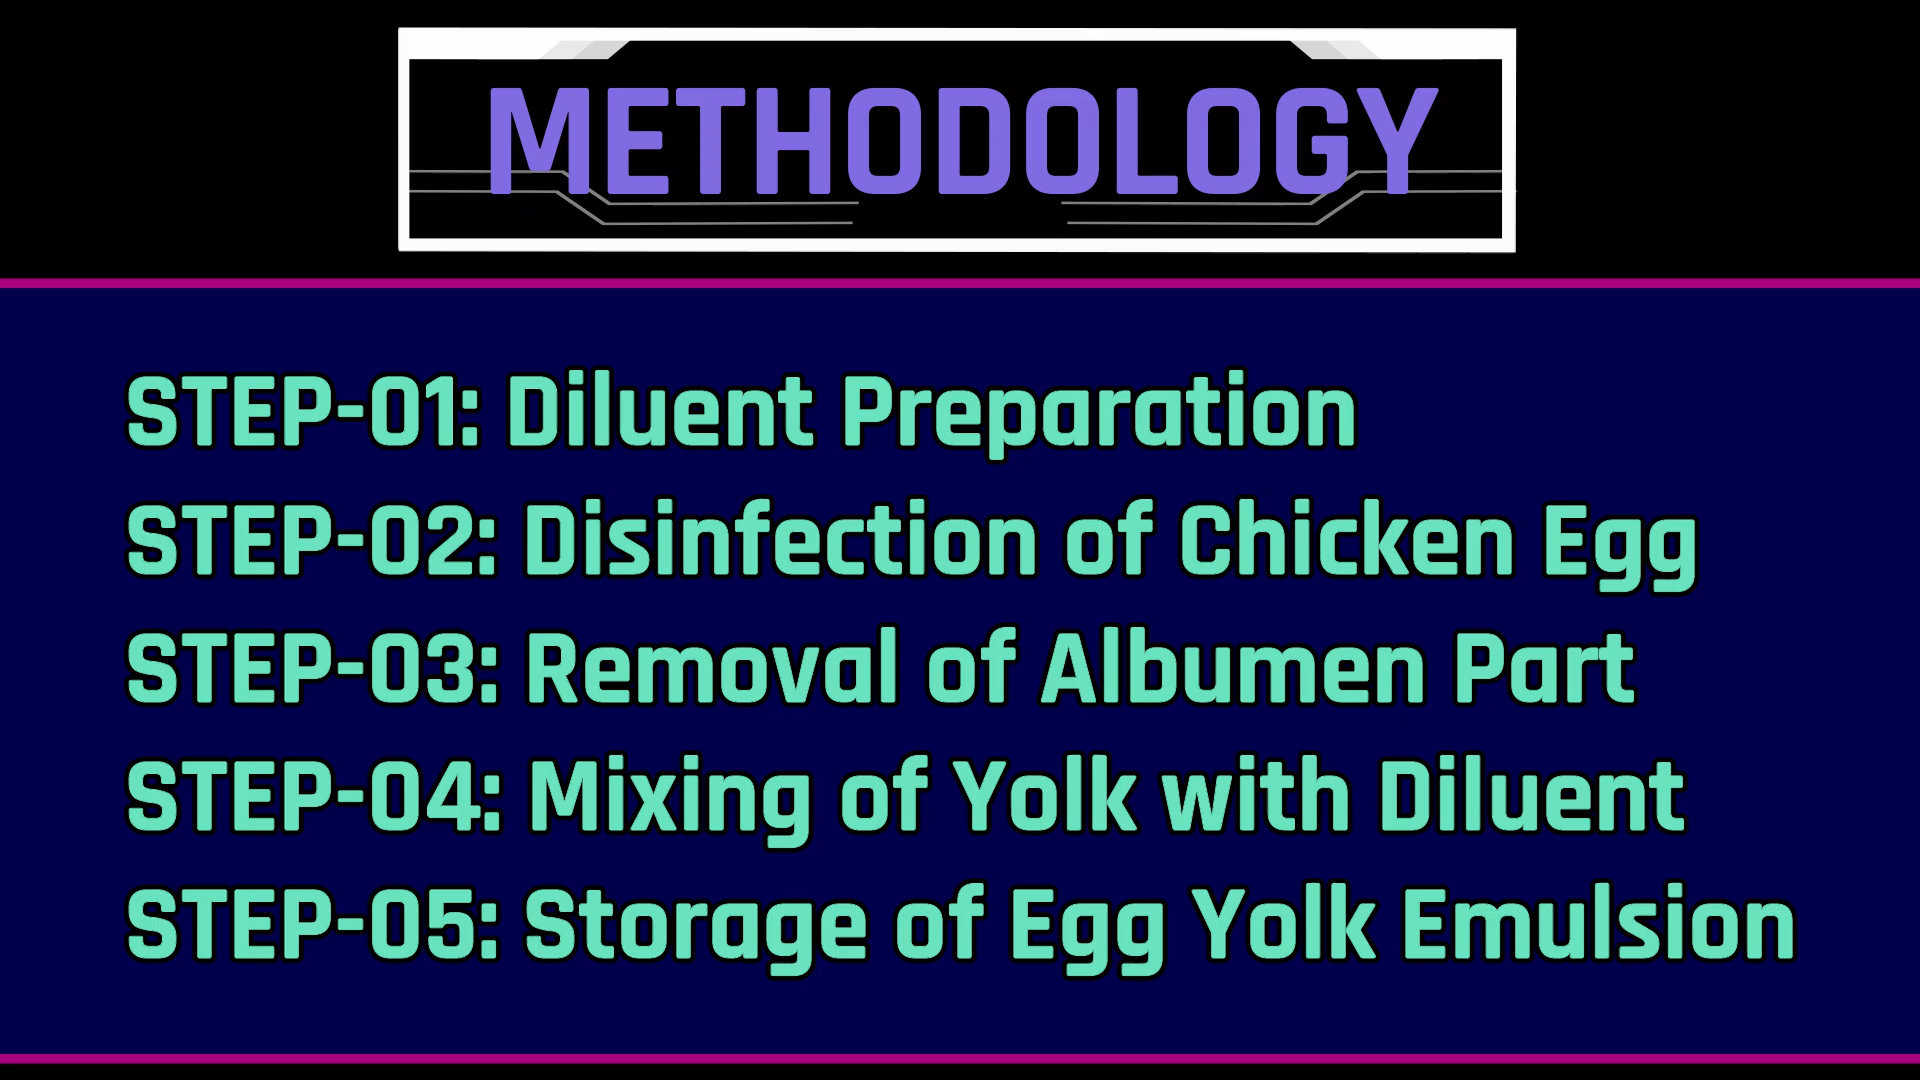 METHODOLOGY
STEP-01: Diluent Preparation
STEP-02: Disinfection of Chicken Egg
STEP-03: Removal of Albumen Part
STEP-04: Mixing of Yolk with Diluent
STEP-05: Storage of Egg Yolk Emulsion